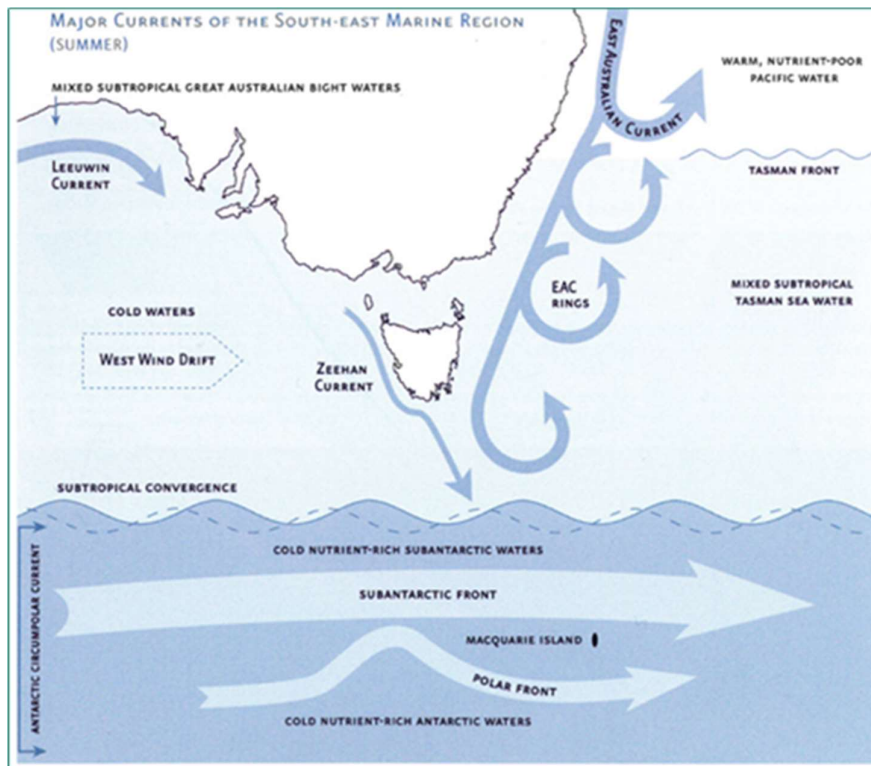 MAJOR CURRENTS OF THE SOUTH-EAST MARINE REGION
(SUMMER)
MIXED SUBTROPICAL GREAT AUSTRALIAN BIGHT WATERS
EAST AUSTRALIAN CURRENT
WARM, NUTRIENT-POOR
PACIFIC WATER
LEEUWIN
CURRENT
TASMAN FRONT
EAC
RINGS
MIXED SUBTROPICAL
TASMAN SEA WATER
COLD WATERS
WEST WIND DRIFT
ZEEHAN
CURRENT
SUBTROPICAL CONVERGENCE
ANTARCTIC CIRCUMPOLAR CURRENT
COLD NUTRIENT-RICH SUBANTARCTIC WATERS
SUBANTARCTIC FRONT
MACQUARIE ISLAND
POLAR FRONT
COLD NUTRIENT-RICH ANTARCTIC WATERS